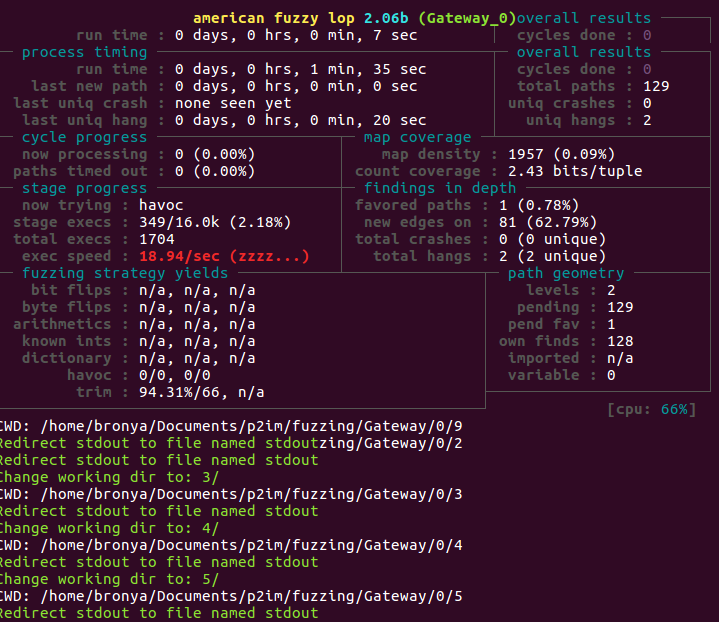 american fuzzy lop 2.06b (Gateway_0)overall results
run time : 0 days, 0 hrs, 0 min, 7 sec cycles done : 0
process timing overall results
run time : 0 days, 0 hrs, 1 min, 35 sec cycles done : 0
last new path : 0 days, 0 hrs, 0 min, 0 sec total paths : 129
last uniq crash : none seen yet uniq crashes : 0
last uniq hang : 0 days, 0 hrs, 0 min, 20 sec uniq hangs : 2
cycle progress map coverage
now processing : 0 (0.00%) map density : 1957 (0.09%)
paths timed out : 0 (0.00%) count coverage : 2.43 bits/tuple
stage progress findings in depth
now trying : havoc favored paths : 1 (0.78%)
stage execs : 349/16.0k (2.18%) new edges on : 81 (62.79%)
total execs : 1704 total crashes : 0 (0 unique)
exec speed : 18.94/sec (zzzz...) total hangs : 2 (2 unique)
fuzzing strategy yields path geometry
bit flips : n/a, n/a, n/a levels : 2
byte flips : n/a, n/a, n/a pending : 129
arithmetics : n/a, n/a, n/a pend fav : 1
known ints : n/a, n/a, n/a own finds : 128
dictionary : n/a, n/a, n/a imported : n/a
havoc : 0/0, 0/0 variable : 0
trim : 94.31%/66, n/a
[cpu: 66%]
CWD: /home/bronya/Documents/p2im/fuzzing/Gateway/0/9
Redirect stdout to file named stdoutzing/Gateway/0/2
Redirect stdout to file named stdout
Change working dir to: 3/
CWD: /home/bronya/Documents/p2im/fuzzing/Gateway/0/3
Redirect stdout to file named stdout
Change working dir to: 4/
CWD: /home/bronya/Documents/p2im/fuzzing/Gateway/0/4
Redirect stdout to file named stdout
Change working dir to: 5/
CWD: /home/bronya/Documents/p2im/fuzzing/Gateway/0/5
Redirect stdout to file named stdout